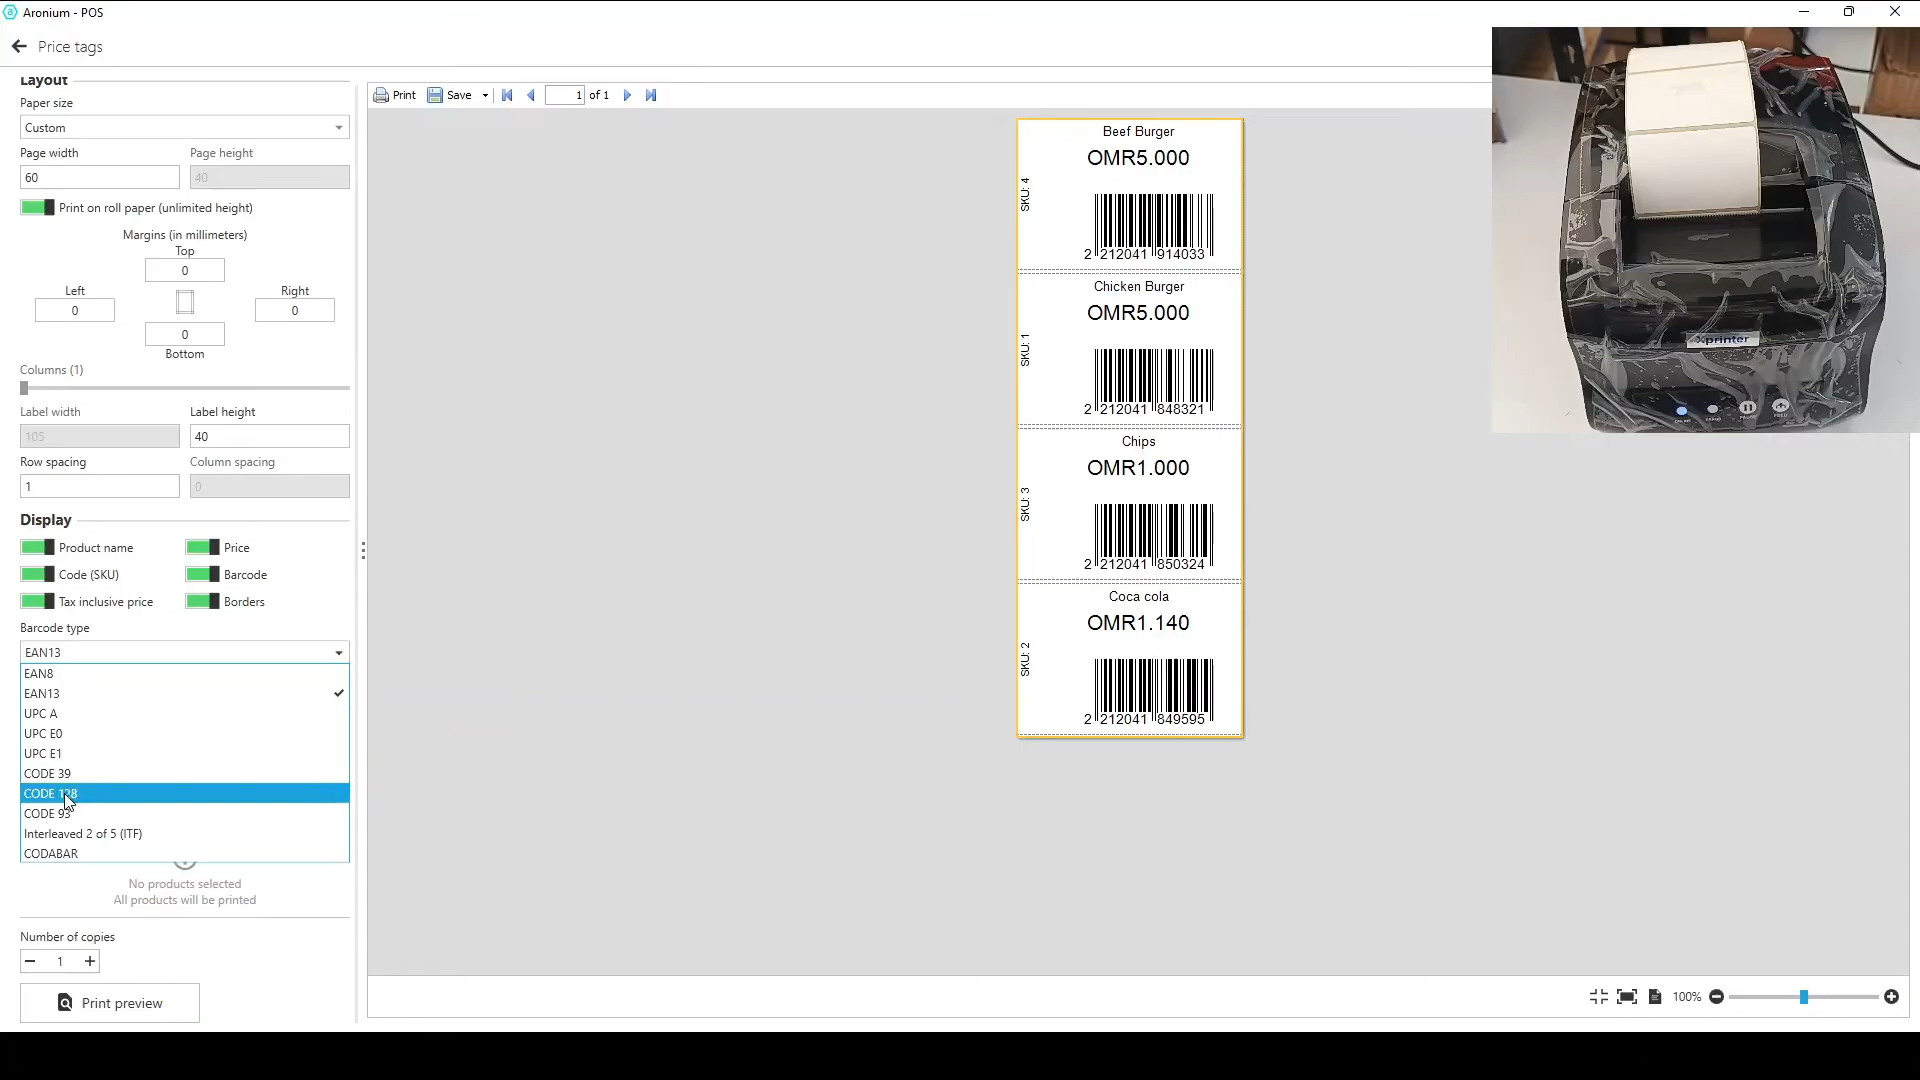 Aronium - POS
Price tags
Layout
Paper size
Custom
Page width
Page height
60
40
Print on roll paper (unlimited height)
Margins (in millimeters)
Top
0
Left
Right
0
0
0
Bottom
Columns (1)
Label width
Label height
105
40
Row spacing
Column spacing
1
0
Display
Product name
Price
Code (SKU)
Barcode
Tax inclusive price
Borders
Barcode type
EAN13
EAN8
EAN13
UPC A
UPC E0
UPC E1
CODE 39
CODE 128
CODE 93
Interleaved 2 of 5 (ITF)
CODABAR
No products selected
All products will be printed
Number of copies
1
Print preview
Print
Save
1 of 1
Beef Burger
OMR5.000
SKU: 4
2 212041 914033
Chicken Burger
OMR5.000
SKU: 1
2 212041 848321
Chips
OMR1.000
SKU: 3
2 212041 850324
Coca cola
OMR1.140
SKU: 2
2 212041 849595
100%
Xprinter
ONLINE
ERROR
PAUSE
FEED